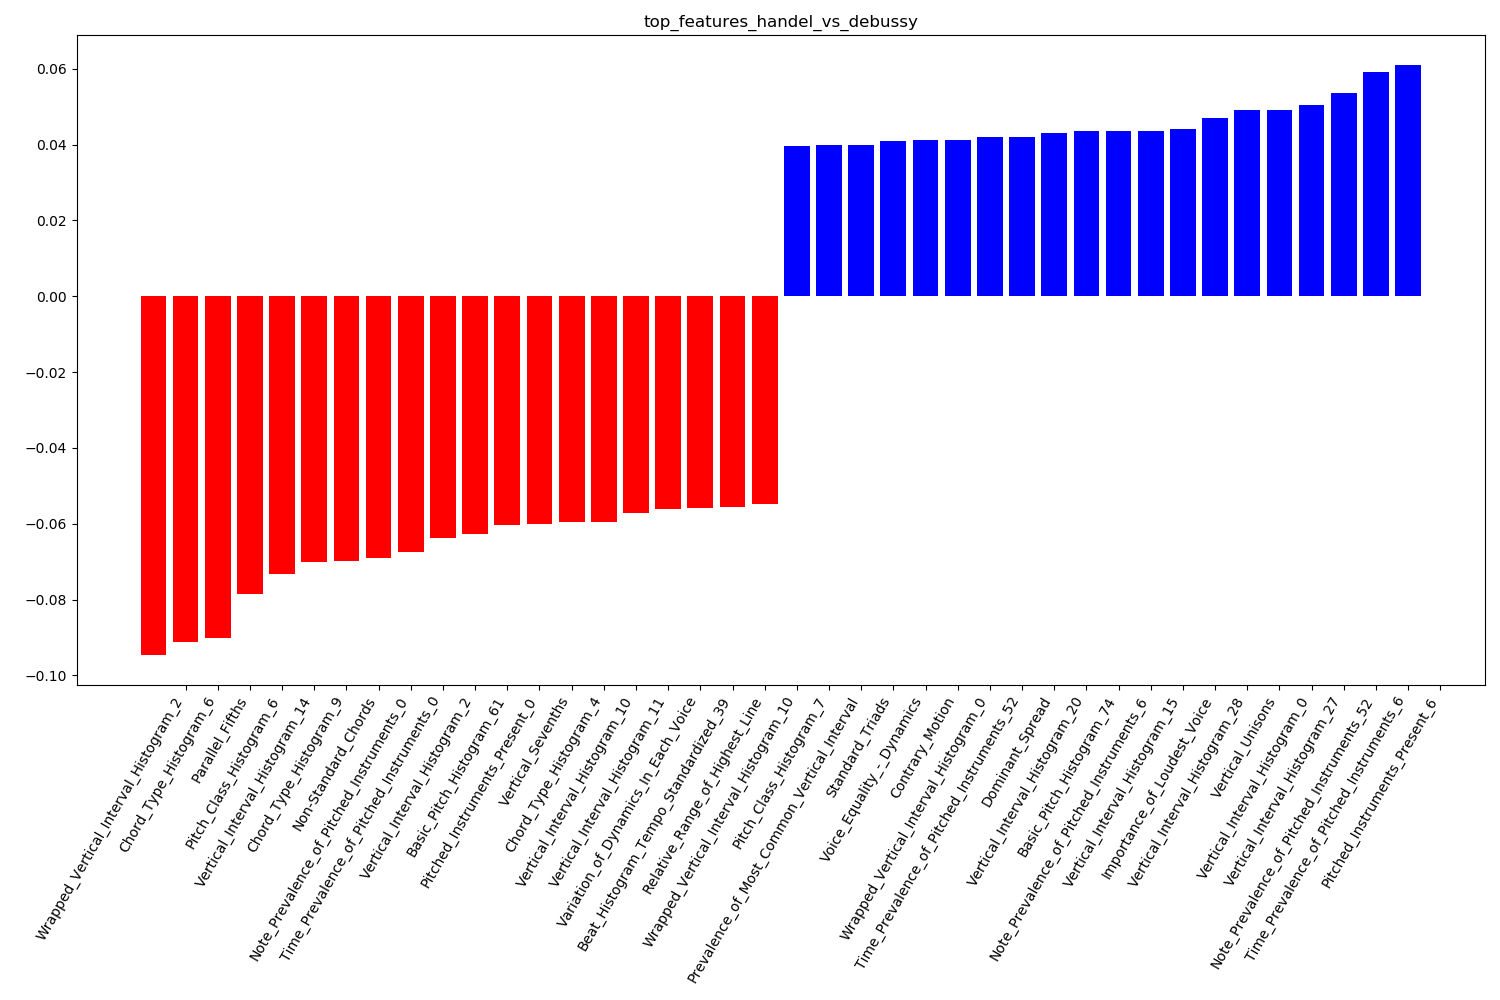 top_features_handel_vs_debussy
0.06
0.04
0.02
0.00
−0.02
−0.04
−0.06
−0.08
−0.10
Wrapped_Vertical_Interval_Histogram_2
Chord_Type_Histogram_6
Parallel_Fifths
Pitch_Class_Histogram_6
Vertical_Interval_Histogram_14
Chord_Type_Histogram_9
Non-Standard_Chords
Note_Prevalence_of_Pitched_Instruments_0
Time_Prevalence_of_Pitched_Instruments_0
Vertical_Interval_Histogram_2
Basic_Pitch_Histogram_61
Pitched_Instruments_Present_0
Vertical_Sevenths
Chord_Type_Histogram_4
Vertical_Interval_Histogram_10
Vertical_Interval_Histogram_11
Variation_of_Dynamics_In_Each_Voice
Beat_Histogram_Tempo_Standardized_39
Relative_Range_of_Highest_Line
Wrapped_Vertical_Interval_Histogram_10
Pitch_Class_Histogram_7
Prevalence_of_Most_Common_Vertical_Interval
Standard_Triads
Voice_Equality_-_Dynamics
Contrary_Motion
Wrapped_Vertical_Interval_Histogram_0
Time_Prevalence_of_Pitched_Instruments_52
Dominant_Spread
Vertical_Interval_Histogram_20
Basic_Pitch_Histogram_74
Note_Prevalence_of_Pitched_Instruments_6
Vertical_Interval_Histogram_15
Importance_of_Loudest_Voice
Vertical_Interval_Histogram_28
Vertical_Unisons
Vertical_Interval_Histogram_0
Vertical_Interval_Histogram_27
Note_Prevalence_of_Pitched_Instruments_52
Time_Prevalence_of_Pitched_Instruments_6
Pitched_Instruments_Present_6